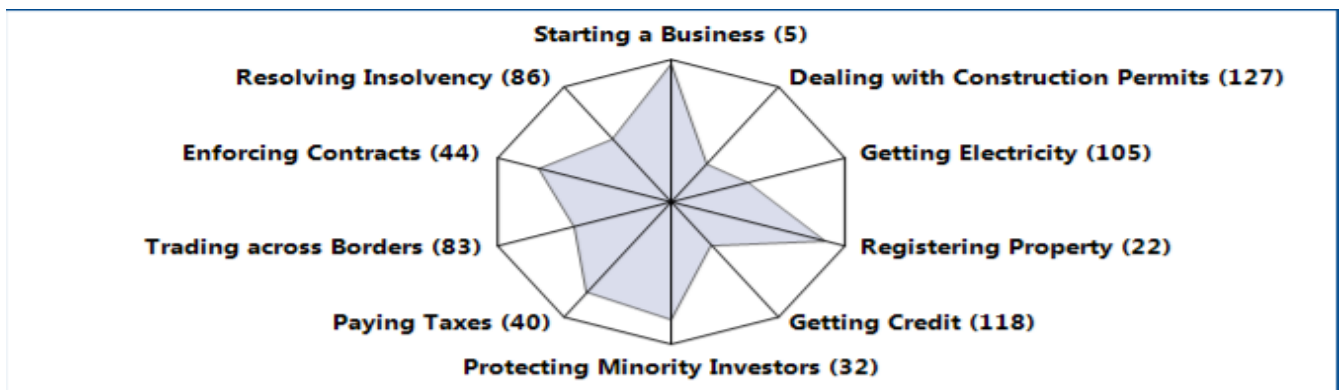 Starting a Business (5)
Resolving Insolvency (86)
Dealing with Construction Permits (127)
Enforcing Contracts (44)
Getting Electricity (105)
Trading across Borders (83)
Registering Property (22)
Paying Taxes (40)
Getting Credit (118)
Protecting Minority Investors (32)